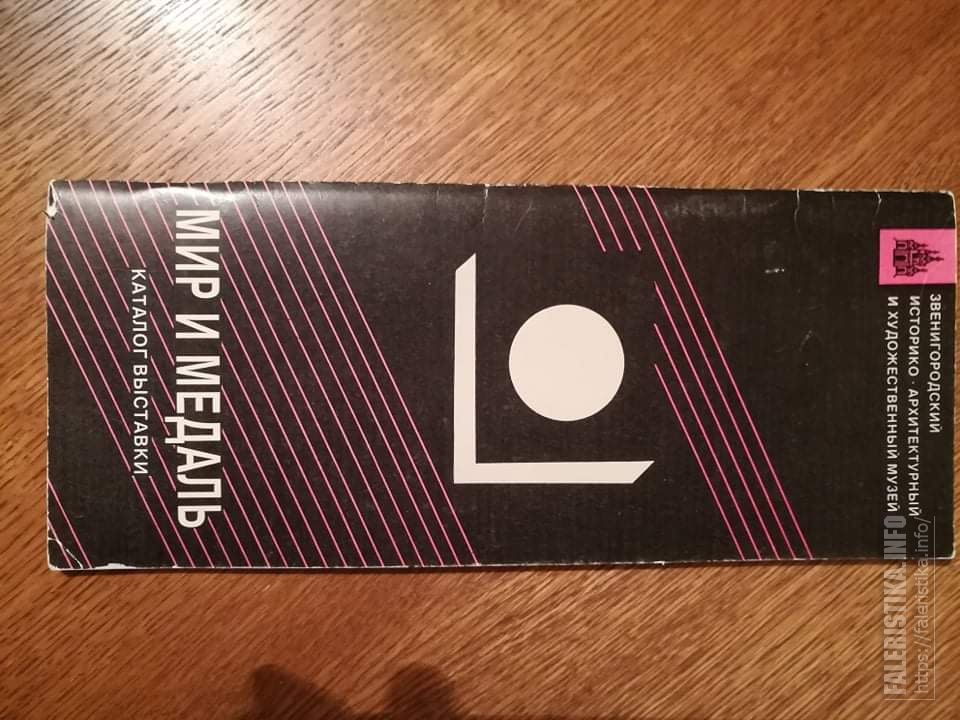 ЗВЕНИГОРОДСКИЙ
ИСТОРИКО · АРХИТЕКТУРНЫЙ
И ХУДОЖЕСТВЕННЫЙ МУЗЕЙ
МИР И МЕДАЛЬ
КАТАЛОГ ВЫСТАВКИ
FALERISTIKA.INFO
https://faleristika.info/